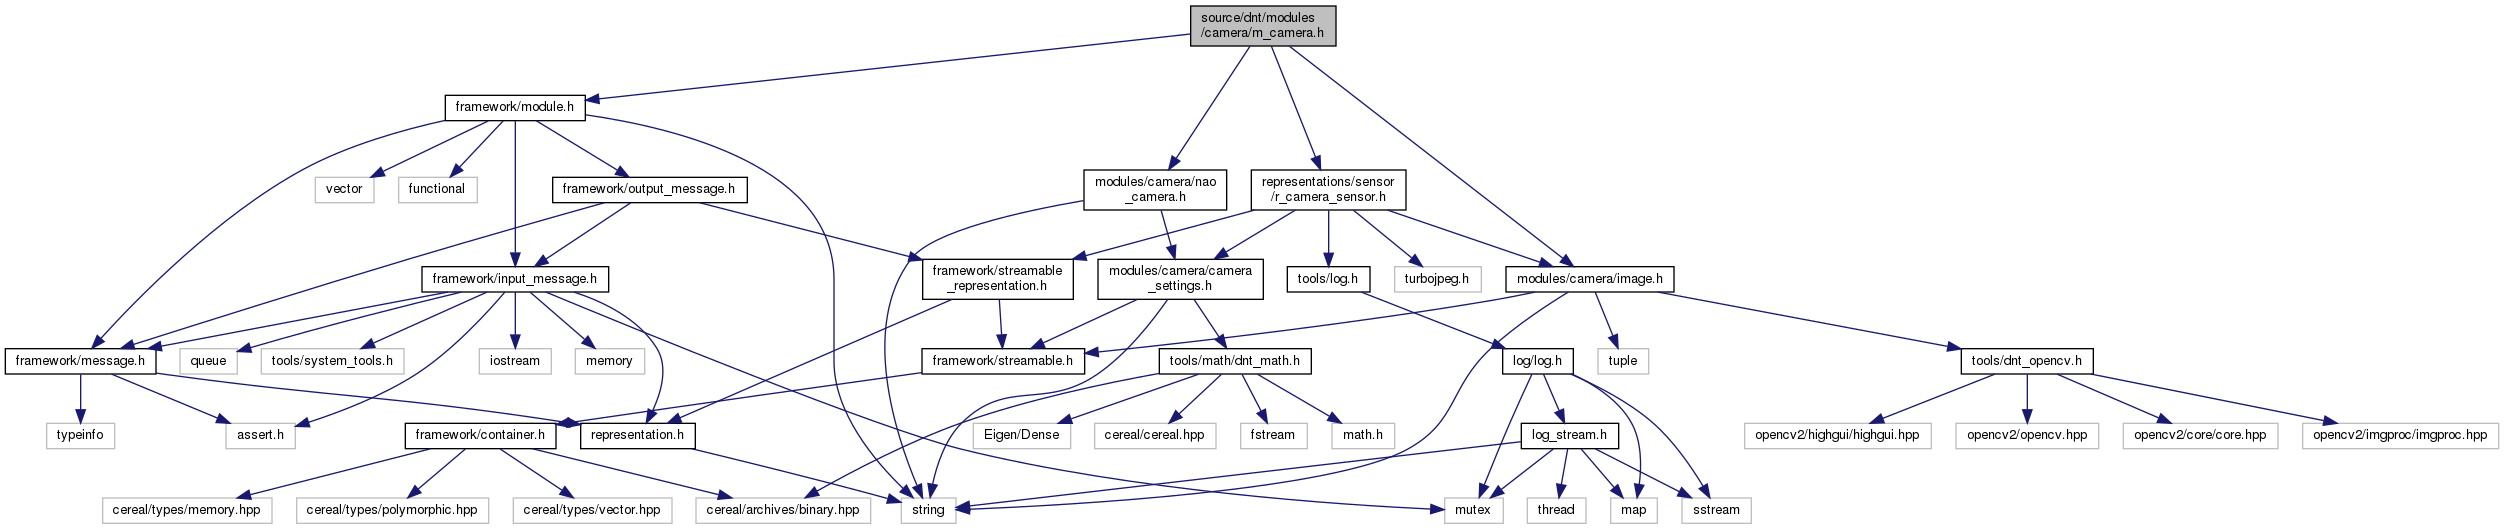 source/dnt/modules
/camera/m_camera.h
framework/module.h
vector
functional
framework/output_message.h
modules/camera/nao
_camera.h
representations/sensor
/r_camera_sensor.h
framework/input_message.h
framework/streamable
_representation.h
modules/camera/camera
_settings.h
tools/log.h
turbojpeg.h
modules/camera/image.h
framework/message.h
queue
tools/system_tools.h
iostream
memory
framework/streamable.h
tools/math/dnt_math.h
log/log.h
tuple
tools/dnt_opencv.h
typeinfo
assert.h
framework/container.h
representation.h
Eigen/Dense
cereal/cereal.hpp
fstream
math.h
log_stream.h
opencv2/highgui/highgui.hpp
opencv2/opencv.hpp
opencv2/core/core.hpp
opencv2/imgproc/imgproc.hpp
cereal/types/memory.hpp
cereal/types/polymorphic.hpp
cereal/types/vector.hpp
cereal/archives/binary.hpp
string
mutex
thread
map
sstream